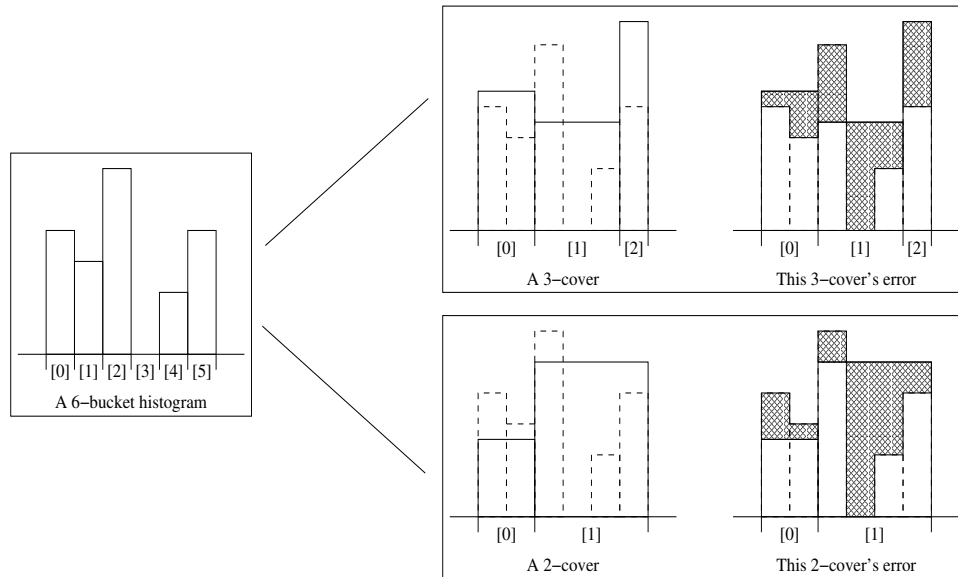 [0] [1] [2] [3] [4] [5]
A 6−bucket histogram
[0] [1] [2]
A 3−cover
[0] [1] [2]
This 3−cover's error
[0] [1]
A 2−cover
[0] [1]
This 2−cover's error